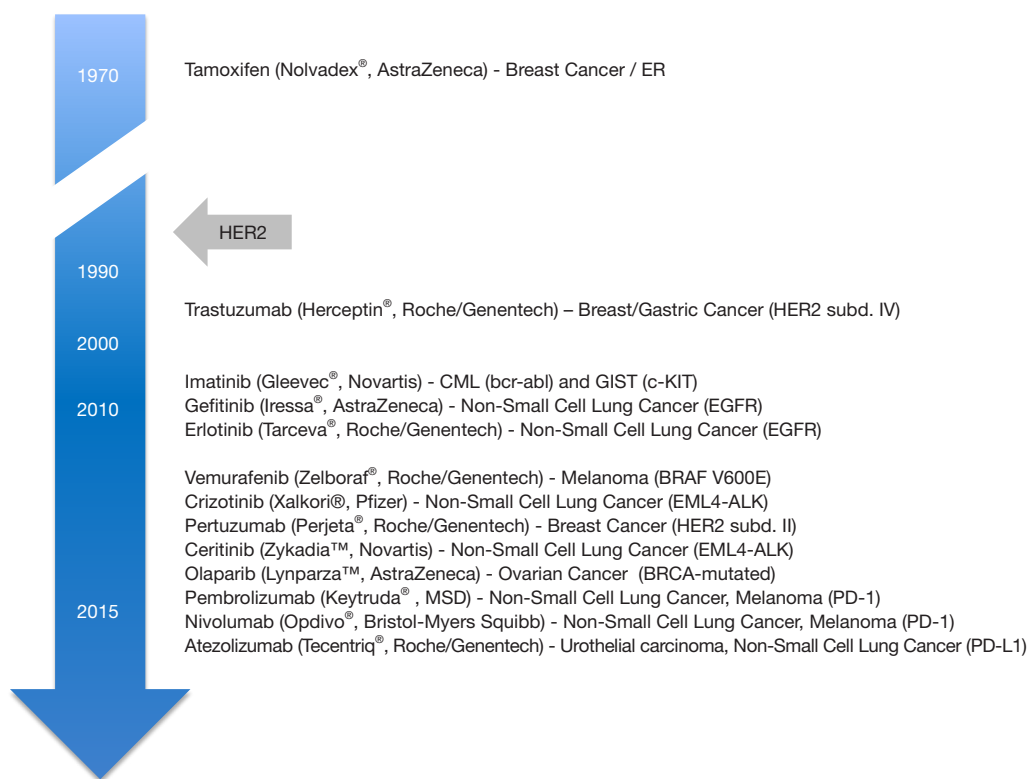 1970
Tamoxifen (Nolvadex®, AstraZeneca) - Breast Cancer / ER
HER2
1990
Trastuzumab (Herceptin®, Roche/Genentech) – Breast/Gastric Cancer (HER2 subd. IV)
2000
Imatinib (Gleevec®, Novartis) - CML (bcr-abl) and GIST (c-KIT)
2010
Gefitinib (Iressa®, AstraZeneca) - Non-Small Cell Lung Cancer (EGFR)
Erlotinib (Tarceva®, Roche/Genentech) - Non-Small Cell Lung Cancer (EGFR)
Vemurafenib (Zelboraf®, Roche/Genentech) - Melanoma (BRAF V600E)
Crizotinib (Xalkori®, Pfizer) - Non-Small Cell Lung Cancer (EML4-ALK)
Pertuzumab (Perjeta®, Roche/Genentech) - Breast Cancer (HER2 subd. II)
Ceritinib (Zykadia™, Novartis) - Non-Small Cell Lung Cancer (EML4-ALK)
Olaparib (Lynparza™, AstraZeneca) - Ovarian Cancer (BRCA-mutated)
Pembrolizumab (Keytruda® , MSD) - Non-Small Cell Lung Cancer, Melanoma (PD-1)
2015
Nivolumab (Opdivo®, Bristol-Myers Squibb) - Non-Small Cell Lung Cancer, Melanoma (PD-1)
Atezolizumab (Tecentriq®, Roche/Genentech) - Urothelial carcinoma, Non-Small Cell Lung Cancer (PD-L1)